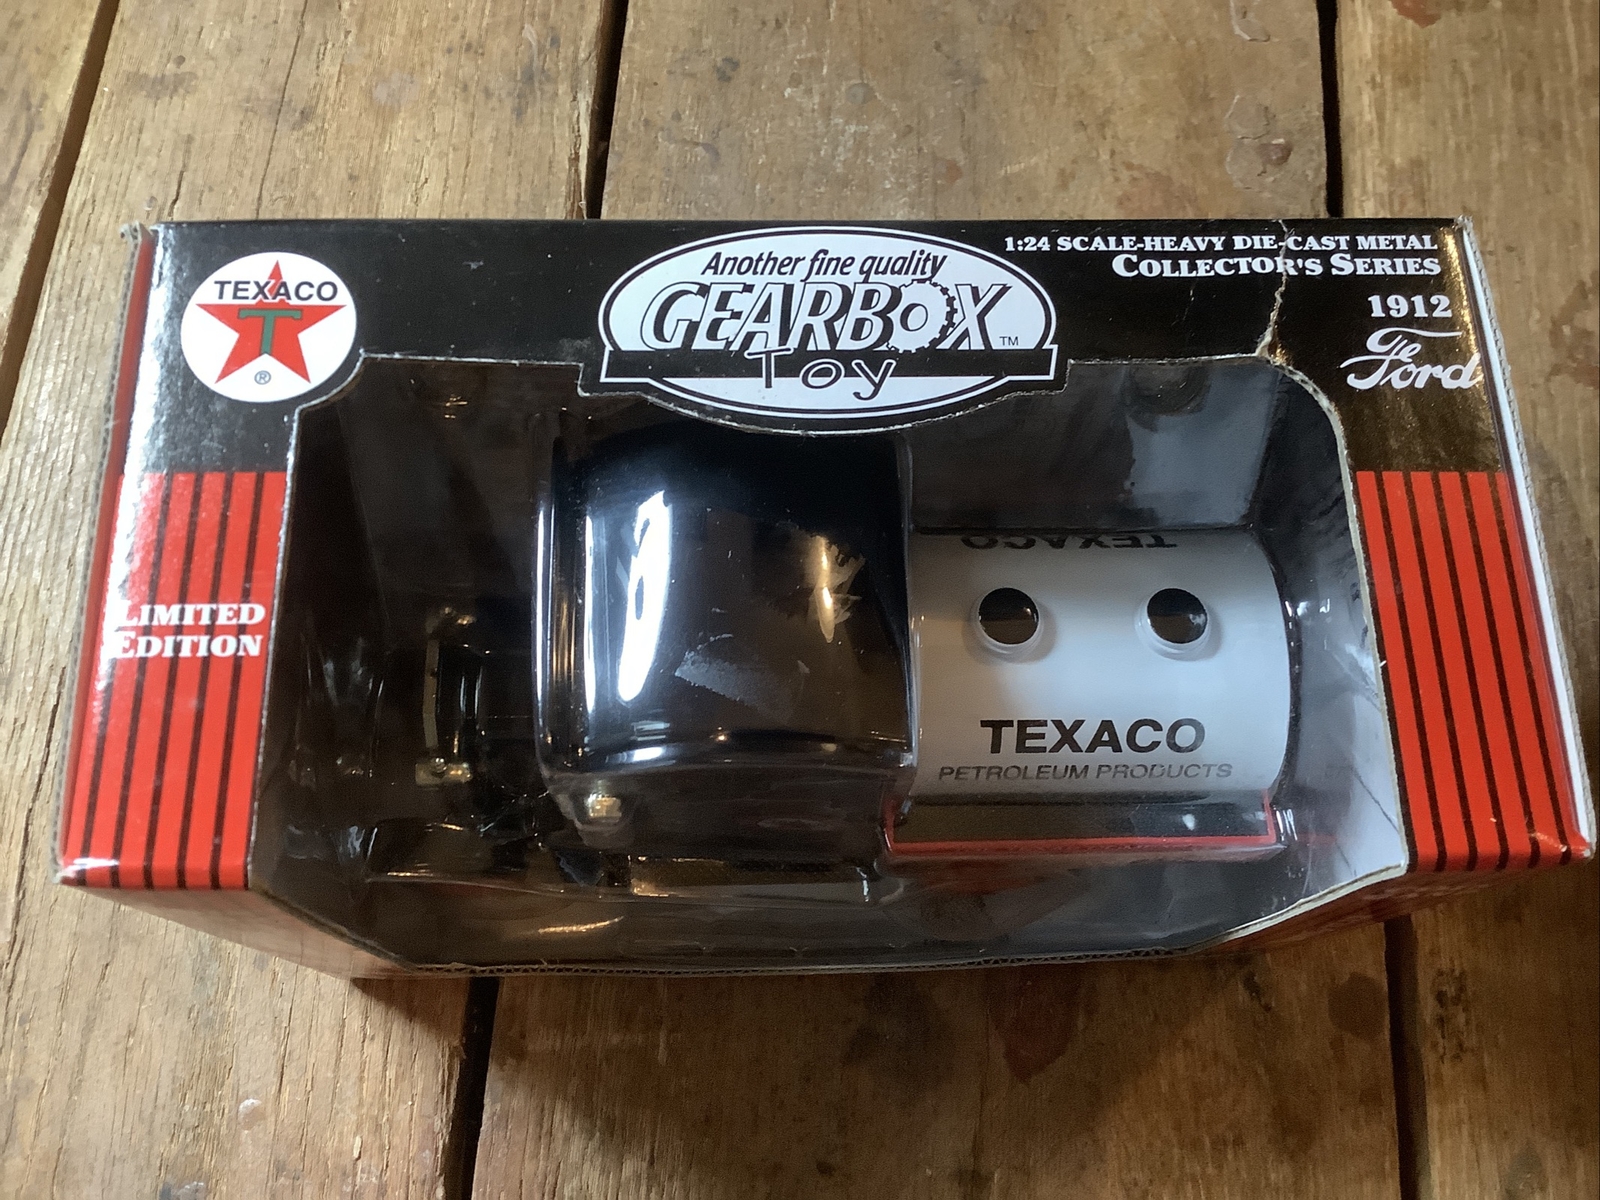 TEXACO
T
®
Another fine quality
GEARBOX™
Toy
1:24 SCALE-HEAVY DIE-CAST METAL
COLLECTOR'S SERIES
1912
Ford
LIMITED
EDITION
TEXACO
TEXACO
PETROLEUM PRODUCTS